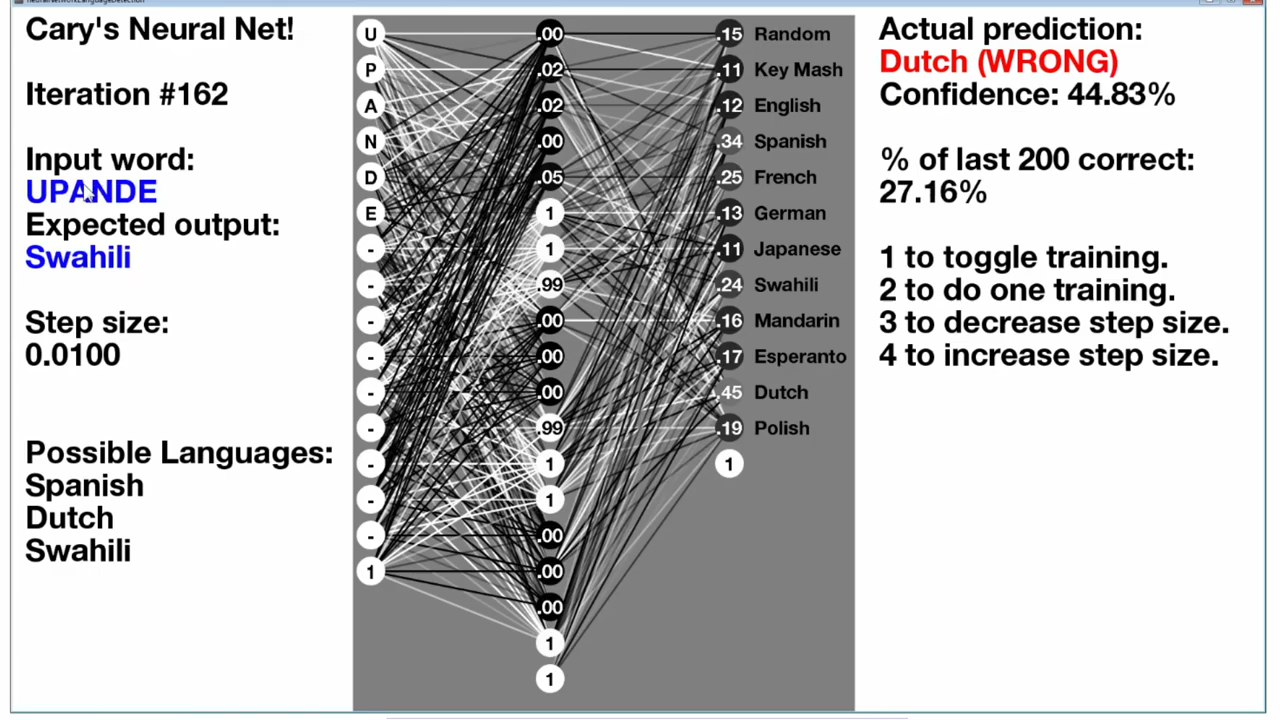 neuralNetworkLanguageDetection
Cary's Neural Net!
Iteration #162
Input word:
UPANDE
Expected output:
Swahili
Step size:
0.0100
Possible Languages:
Spanish
Dutch
Swahili
U
P
A
N
D
E
-
-
-
-
-
-
-
-
-
1
.00
.02
.02
.00
.05
1
1
.99
.00
.00
.00
.99
1
1
.00
.00
.00
1
1
.15 Random
.11 Key Mash
.12 English
.34 Spanish
.25 French
.13 German
.11 Japanese
.24 Swahili
.16 Mandarin
.17 Esperanto
.45 Dutch
.19 Polish
1
Actual prediction:
Dutch (WRONG)
Confidence: 44.83%
% of last 200 correct:
27.16%
1 to toggle training.
2 to do one training.
3 to decrease step size.
4 to increase step size.